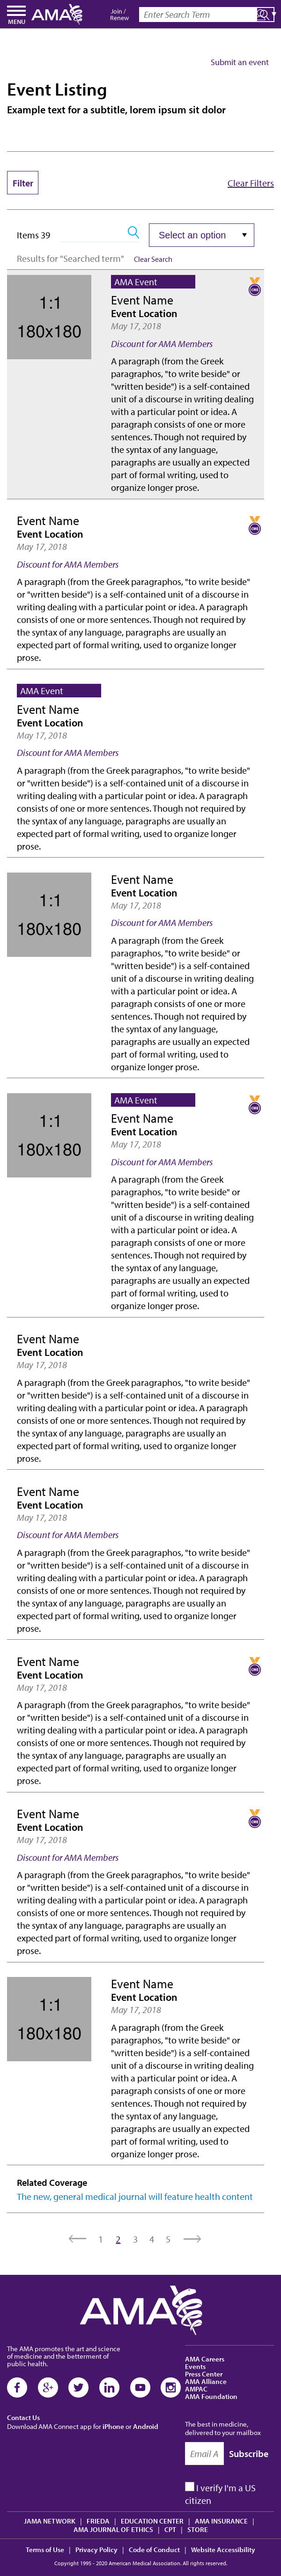 MENU
AMA
Join /
Renew
Enter Search Term
Submit an event
Event Listing
Example text for a subtitle, lorem ipsum sit dolor
Filter
Clear Filters
Items 39
Select an option
Results for "Searched term"
Clear Search
1:1
180x180
AMA Event
Event Name
Event Location
May 17, 2018
Discount for AMA Members
A paragraph (from the Greek
paragraphos, "to write beside" or
"written beside") is a self-contained
unit of a discourse in writing dealing
with a particular point or idea. A
paragraph consists of one or more
sentences. Though not required by
the syntax of any language,
paragraphs are usually an expected
part of formal writing, used to
organize longer prose.
CME
Event Name
Event Location
May 17, 2018
Discount for AMA Members
A paragraph (from the Greek paragraphos, "to write beside"
or "written beside") is a self-contained unit of a discourse in
writing dealing with a particular point or idea. A paragraph
consists of one or more sentences. Though not required by
the syntax of any language, paragraphs are usually an
expected part of formal writing, used to organize longer
prose.
CME
AMA Event
Event Name
Event Location
May 17, 2018
Discount for AMA Members
A paragraph (from the Greek paragraphos, "to write beside"
or "written beside") is a self-contained unit of a discourse in
writing dealing with a particular point or idea. A paragraph
consists of one or more sentences. Though not required by
the syntax of any language, paragraphs are usually an
expected part of formal writing, used to organize longer
prose.
1:1
180x180
Event Name
Event Location
May 17, 2018
Discount for AMA Members
A paragraph (from the Greek
paragraphos, "to write beside" or
"written beside") is a self-contained
unit of a discourse in writing dealing
with a particular point or idea. A
paragraph consists of one or more
sentences. Though not required by
the syntax of any language,
paragraphs are usually an expected
part of formal writing, used to
organize longer prose.
1:1
180x180
AMA Event
Event Name
Event Location
May 17, 2018
Discount for AMA Members
A paragraph (from the Greek
paragraphos, "to write beside" or
"written beside") is a self-contained
unit of a discourse in writing dealing
with a particular point or idea. A
paragraph consists of one or more
sentences. Though not required by
the syntax of any language,
paragraphs are usually an expected
part of formal writing, used to
organize longer prose.
CME
Event Name
Event Location
May 17, 2018
A paragraph (from the Greek paragraphos, "to write beside"
or "written beside") is a self-contained unit of a discourse in
writing dealing with a particular point or idea. A paragraph
consists of one or more sentences. Though not required by
the syntax of any language, paragraphs are usually an
expected part of formal writing, used to organize longer
prose.
Event Name
Event Location
May 17, 2018
Discount for AMA Members
A paragraph (from the Greek paragraphos, "to write beside"
or "written beside") is a self-contained unit of a discourse in
writing dealing with a particular point or idea. A paragraph
consists of one or more sentences. Though not required by
the syntax of any language, paragraphs are usually an
expected part of formal writing, used to organize longer
prose.
Event Name
Event Location
May 17, 2018
A paragraph (from the Greek paragraphos, "to write beside"
or "written beside") is a self-contained unit of a discourse in
writing dealing with a particular point or idea. A paragraph
consists of one or more sentences. Though not required by
the syntax of any language, paragraphs are usually an
expected part of formal writing, used to organize longer
prose.
CME
Event Name
Event Location
May 17, 2018
Discount for AMA Members
A paragraph (from the Greek paragraphos, "to write beside"
or "written beside") is a self-contained unit of a discourse in
writing dealing with a particular point or idea. A paragraph
consists of one or more sentences. Though not required by
the syntax of any language, paragraphs are usually an
expected part of formal writing, used to organize longer
prose.
CME
1:1
180x180
Event Name
Event Location
May 17, 2018
A paragraph (from the Greek
paragraphos, "to write beside" or
"written beside") is a self-contained
unit of a discourse in writing dealing
with a particular point or idea. A
paragraph consists of one or more
sentences. Though not required by
the syntax of any language,
paragraphs are usually an expected
part of formal writing, used to
organize longer prose.
Related Coverage
The new, general medical journal will feature health content
1 2 3 4 5
AMA
The AMA promotes the art and science
of medicine and the betterment of
public health.
Contact Us
Download AMA Connect app for iPhone or Android
AMA Careers
Events
Press Center
AMA Alliance
AMPAC
AMA Foundation
The best in medicine,
delivered to your mailbox
Email A
Subscribe
I verify I'm a US
citizen
JAMA NETWORK | FRIEDA | EDUCATION CENTER | AMA INSURANCE |
AMA JOURNAL OF ETHICS | CPT | STORE
Terms of Use | Privacy Policy | Code of Conduct | Website Accessibility
Copyright 1995 - 2020 American Medical Association. All rights reserved.